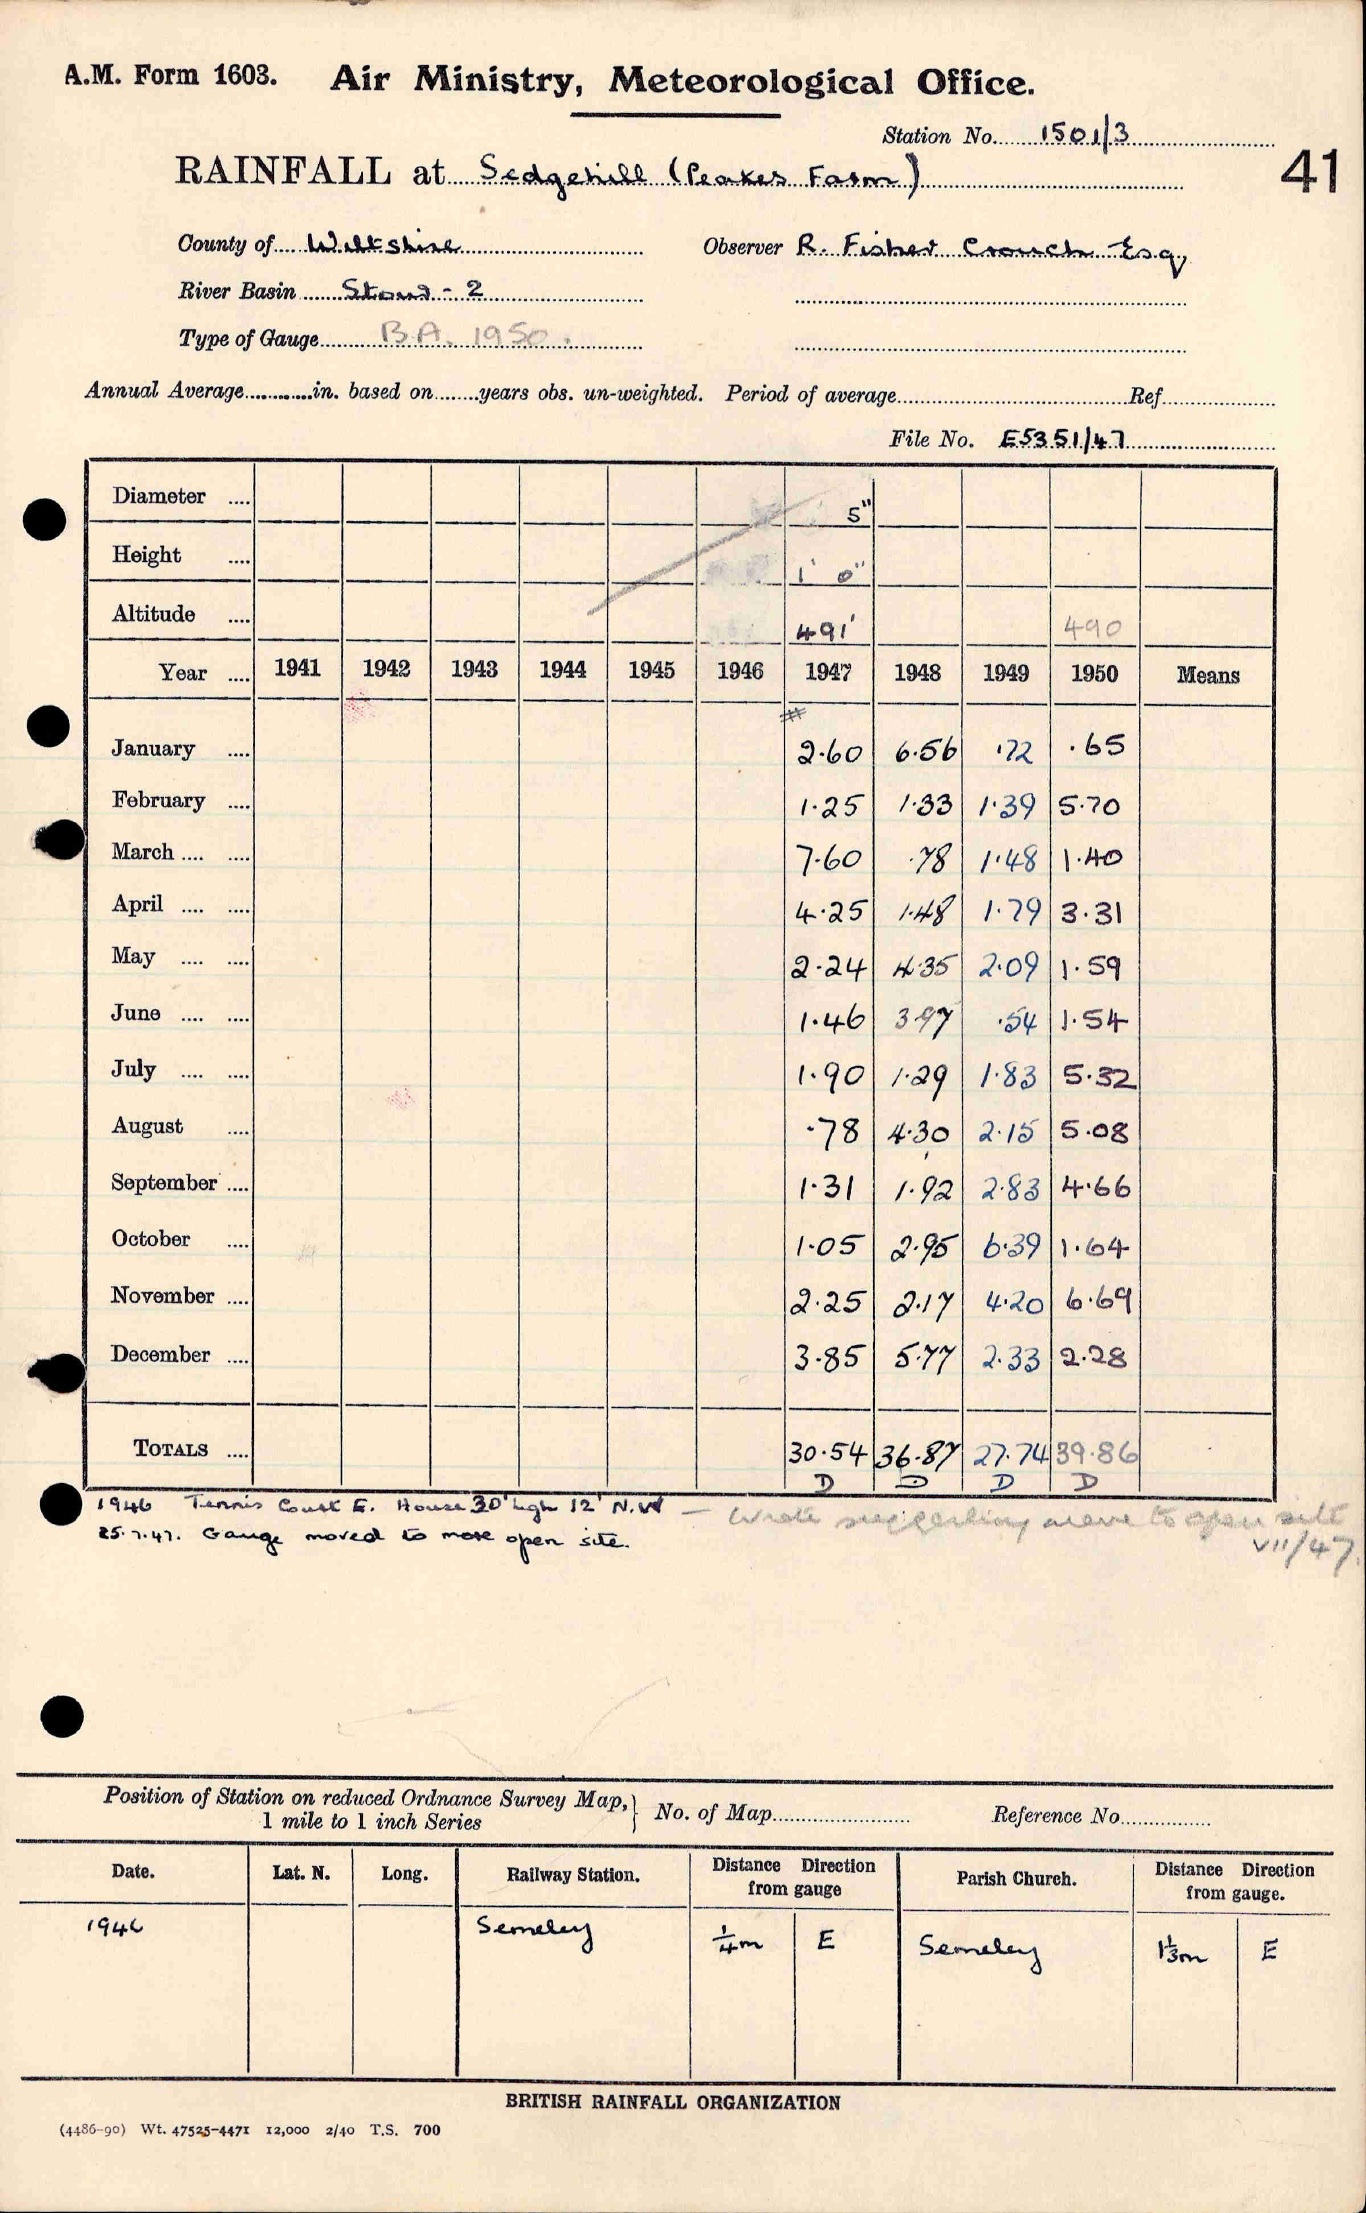 A.M. Form 1603. Air Ministry, Meteorological Office.
Station No. 1501/3
41
RAINFALL at Sedgehill (Peakes Farm)
County of Wiltshire Observer R. Fisher Crouch Esq
River Basin Stour - 2
Type of Gauge B.A. 1950.
Annual Average in. based on years obs. un-weighted. Period of average Ref
File No. E5351/47
Diameter 5"
Height 1' 0"
Altitude 491' 490
Year 1941 1942 1943 1944 1945 1946 1947 1948 1949 1950 Means
January 2.60 6.56 .72 .65
February 1.25 1.33 1.39 5.70
March 7.60 .78 1.48 1.40
April 4.25 1.48 1.79 3.31
May 2.24 4.35 2.09 1.59
June 1.46 3.97 .54 1.54
July 1.90 1.29 1.83 5.32
August .78 4.30 2.15 5.08
September 1.31 1.92 2.83 4.66
October 1.05 2.95 6.39 1.64
November 2.25 2.17 4.20 6.69
December 3.85 5.77 2.33 2.28
TOTALS 30.54 36.87 27.74 39.86
D D D D
1946 Tennis Court E. House 30' high 12' N.W — Wrote suggesting move to open site
VII/47.
25.7.47. Gauge moved to more open site.
Position of Station on reduced Ordnance Survey Map, 1 mile to 1 inch Series } No. of Map Reference No.
Date. Lat. N. Long. Railway Station. Distance Direction from gauge Parish Church. Distance Direction from gauge.
1946 Semeley 1/4m E Semeley 1 1/3m E
BRITISH RAINFALL ORGANIZATION
(4486-90) Wt. 47525-4471 12,000 2/40 T.S. 700